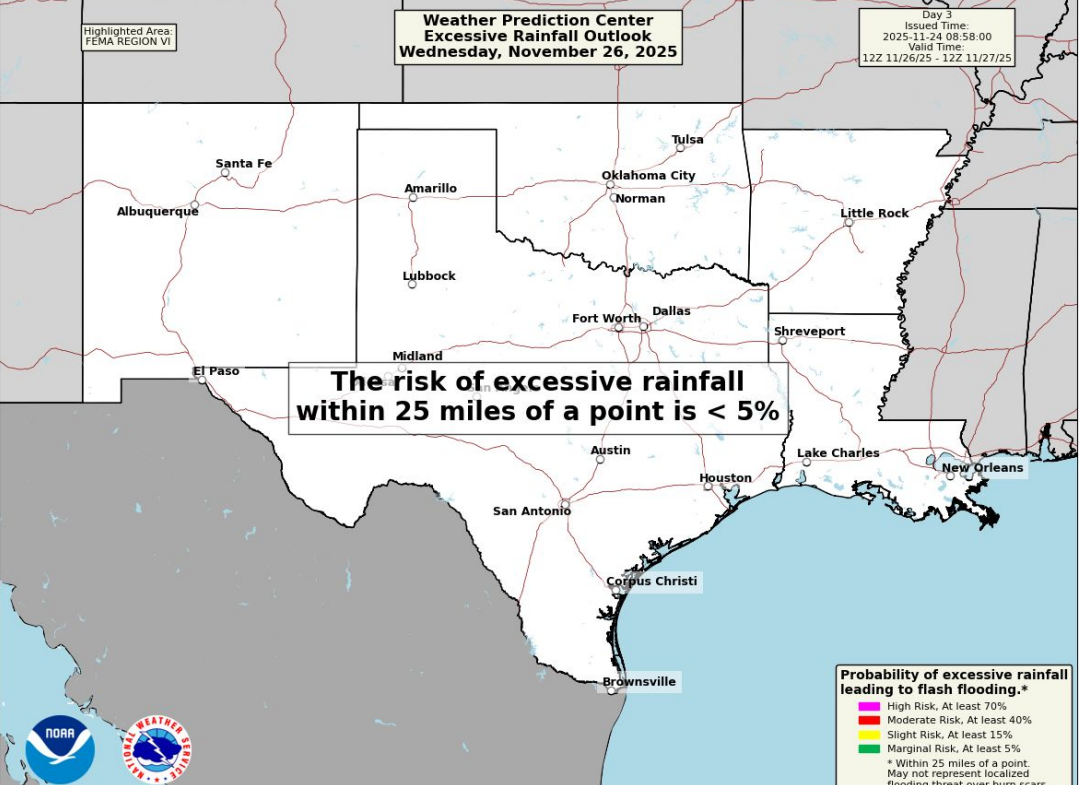 Highlighted Area:
FEMA REGION VI
Weather Prediction Center
Excessive Rainfall Outlook
Wednesday, November 26, 2025
Day 3
Issued Time:
2025-11-24 08:58:00
Valid Time:
12Z 11/26/25 - 12Z 11/27/25
Tulsa
Santa Fe
Oklahoma City
Amarillo
Norman
Albuquerque
Little Rock
Lubbock
Dallas
Fort Worth
Shreveport
Midland
El Paso
The risk of excessive rainfall
within 25 miles of a point is < 5%
Austin
Lake Charles
New Orleans
Houston
San Antonio
Corpus Christi
Brownsville
Probability of excessive rainfall
leading to flash flooding.*
High Risk, At least 70%
Moderate Risk, At least 40%
Slight Risk, At least 15%
Marginal Risk, At least 5%
* Within 25 miles of a point.
May not represent localized
flooding threat over burn scars
NOAA
NATIONAL WEATHER SERVICE